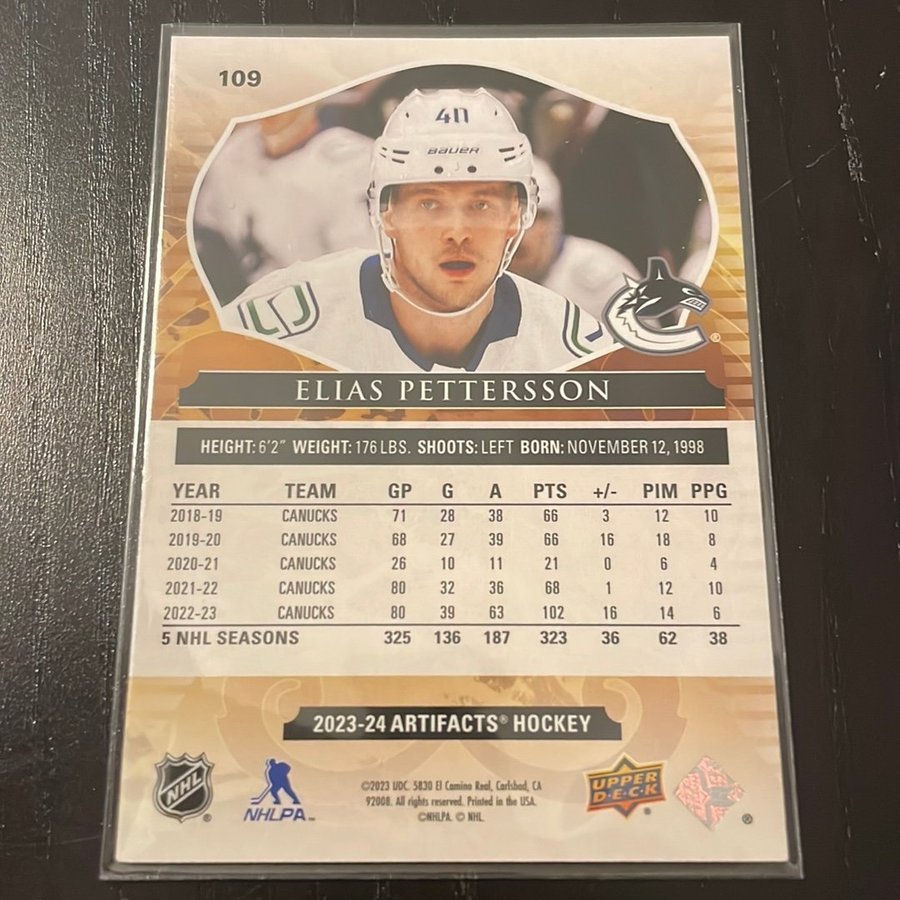 109
40
BAUER
ELIAS PETTERSSON
HEIGHT: 6'2" WEIGHT: 176 LBS. SHOOTS: LEFT BORN: NOVEMBER 12, 1998
YEAR TEAM GP G A PTS +/- PIM PPG
2018-19 CANUCKS 71 28 38 66 3 12 10
2019-20 CANUCKS 68 27 39 66 16 18 8
2020-21 CANUCKS 26 10 11 21 0 6 4
2021-22 CANUCKS 80 32 36 68 1 12 10
2022-23 CANUCKS 80 39 63 102 16 14 6
5 NHL SEASONS 325 136 187 323 36 62 38
2023-24 ARTIFACTS® HOCKEY
NHL ®
NHLPA™
©2023 UDC. 5830 El Camino Real, Carlsbad, CA
92008. All rights reserved. Printed in the USA.
©NHLPA. © NHL.
UPPER DECK ®
®